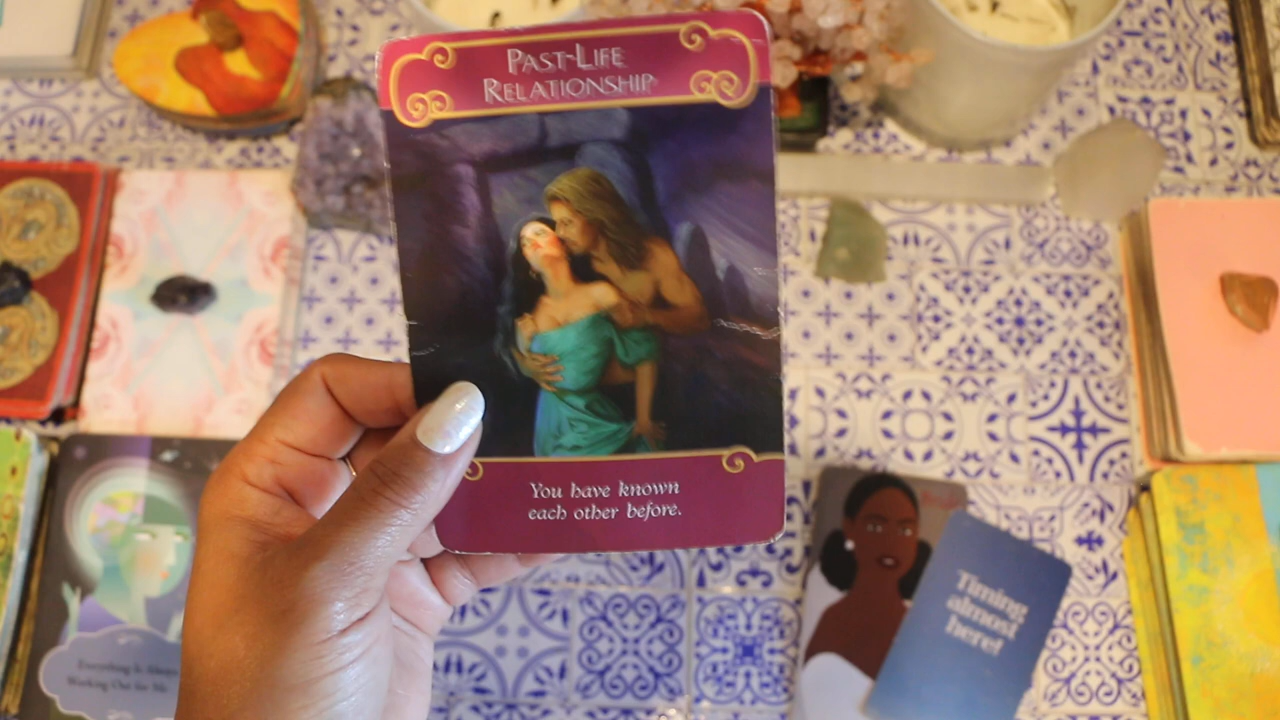 PAST-LIFE
RELATIONSHIP
You have known
each other before.
Everything Is Always
Working Out for Me
Timing
almost
here!